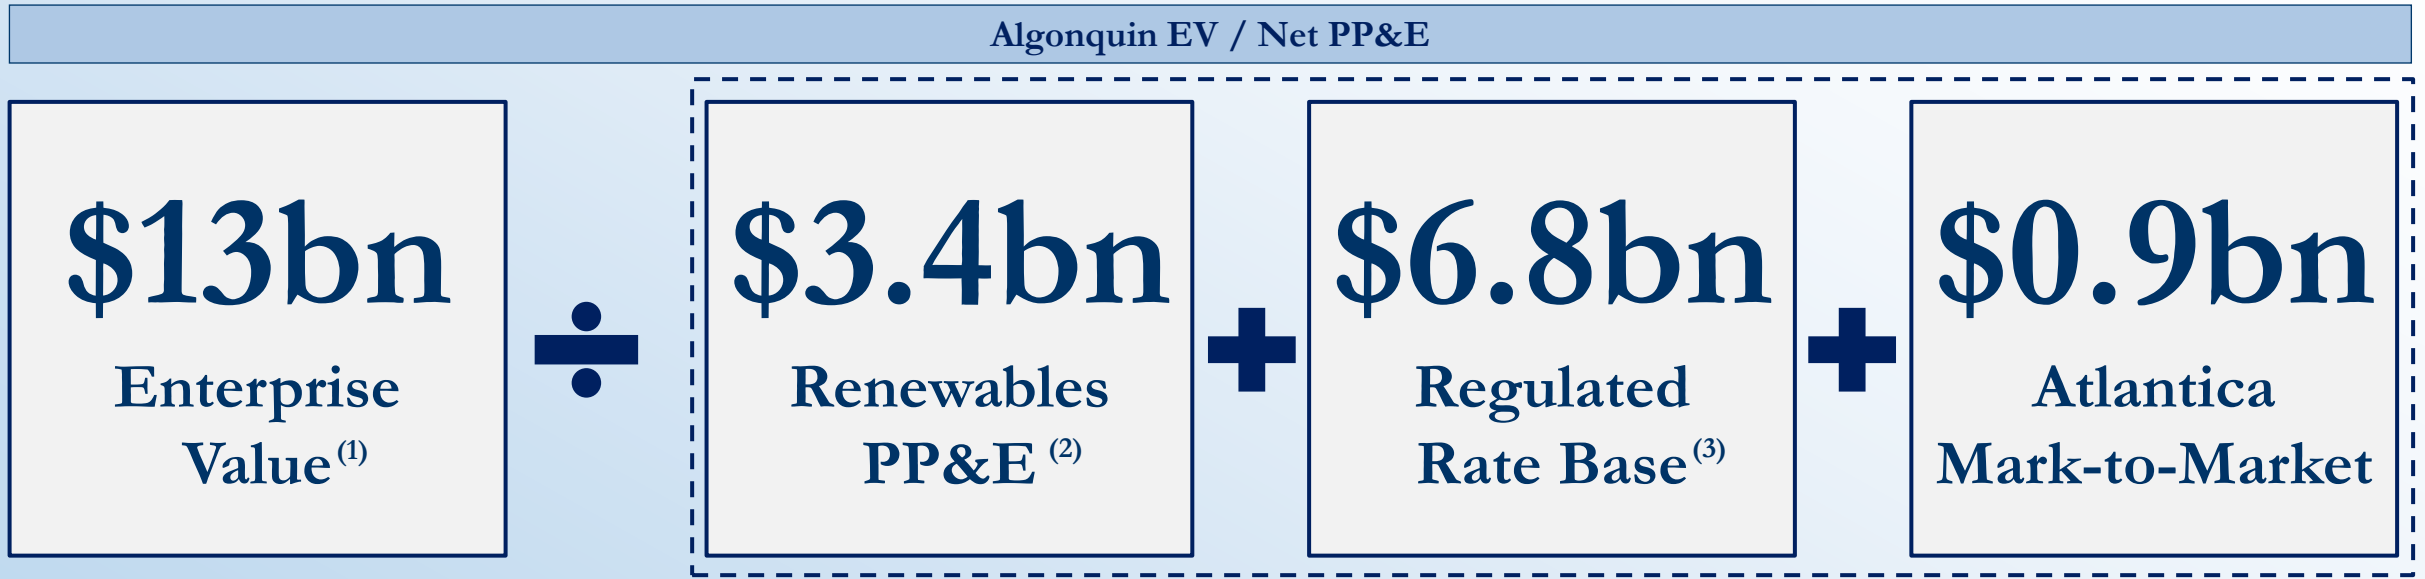 Algonquin EV / Net PP&E
$13bn
Enterprise
Value (1)
÷
$3.4bn
Renewables
PP&E (2)
+
$6.8bn
Regulated
Rate Base (3)
+
$0.9bn
Atlantica
Mark-to-Market